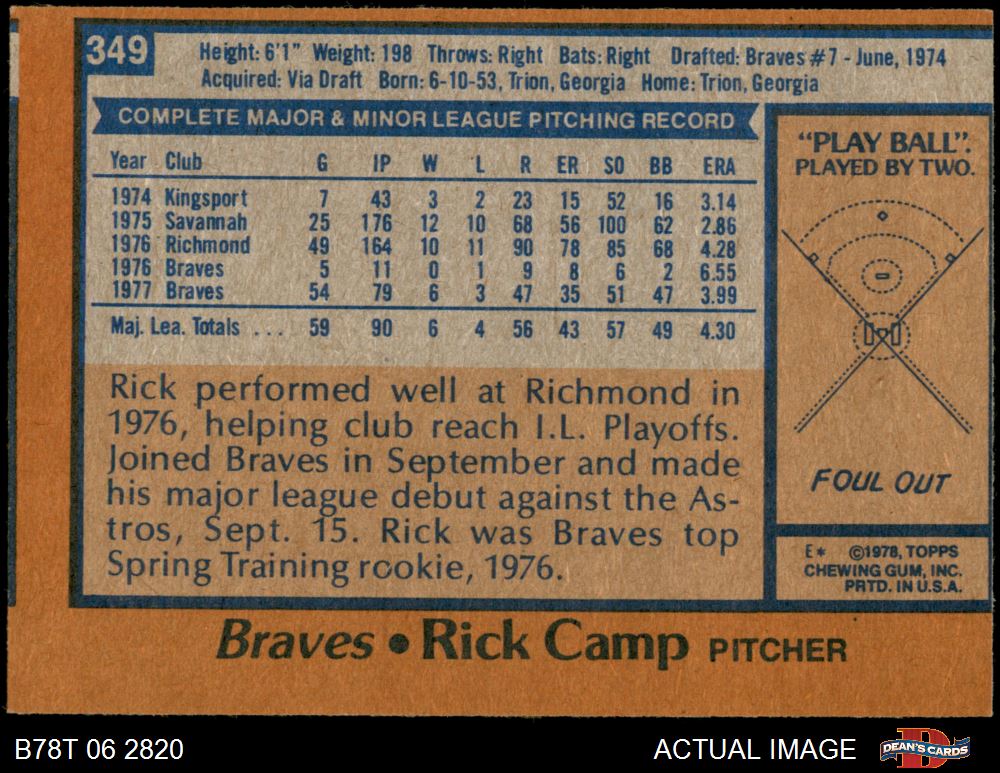 349
Height: 6'1" Weight: 198 Throws: Right Bats: Right Drafted: Braves #7 - June, 1974
Acquired: Via Draft Born: 6-10-53, Trion, Georgia Home: Trion, Georgia
COMPLETE MAJOR & MINOR LEAGUE PITCHING RECORD
Year Club G IP W L R ER SO BB ERA
1974 Kingsport 7 43 3 2 23 15 52 16 3.14
1975 Savannah 25 176 12 10 68 56 100 62 2.86
1976 Richmond 49 164 10 11 90 78 85 68 4.28
1976 Braves 5 11 0 1 9 8 6 2 6.55
1977 Braves 54 79 6 3 47 35 51 47 3.99
Maj. Lea. Totals ... 59 90 6 4 56 43 57 49 4.30
Rick performed well at Richmond in
1976, helping club reach I.L. Playoffs.
Joined Braves in September and made
his major league debut against the As-
tros, Sept. 15. Rick was Braves top
Spring Training rookie, 1976.
"PLAY BALL".
PLAYED BY TWO.
FOUL OUT
E* ©1978, TOPPS
CHEWING GUM, INC.
PRTD. IN U.S.A.
Braves • Rick Camp PITCHER
B78T 06 2820
ACTUAL IMAGE
DEAN'S CARDS